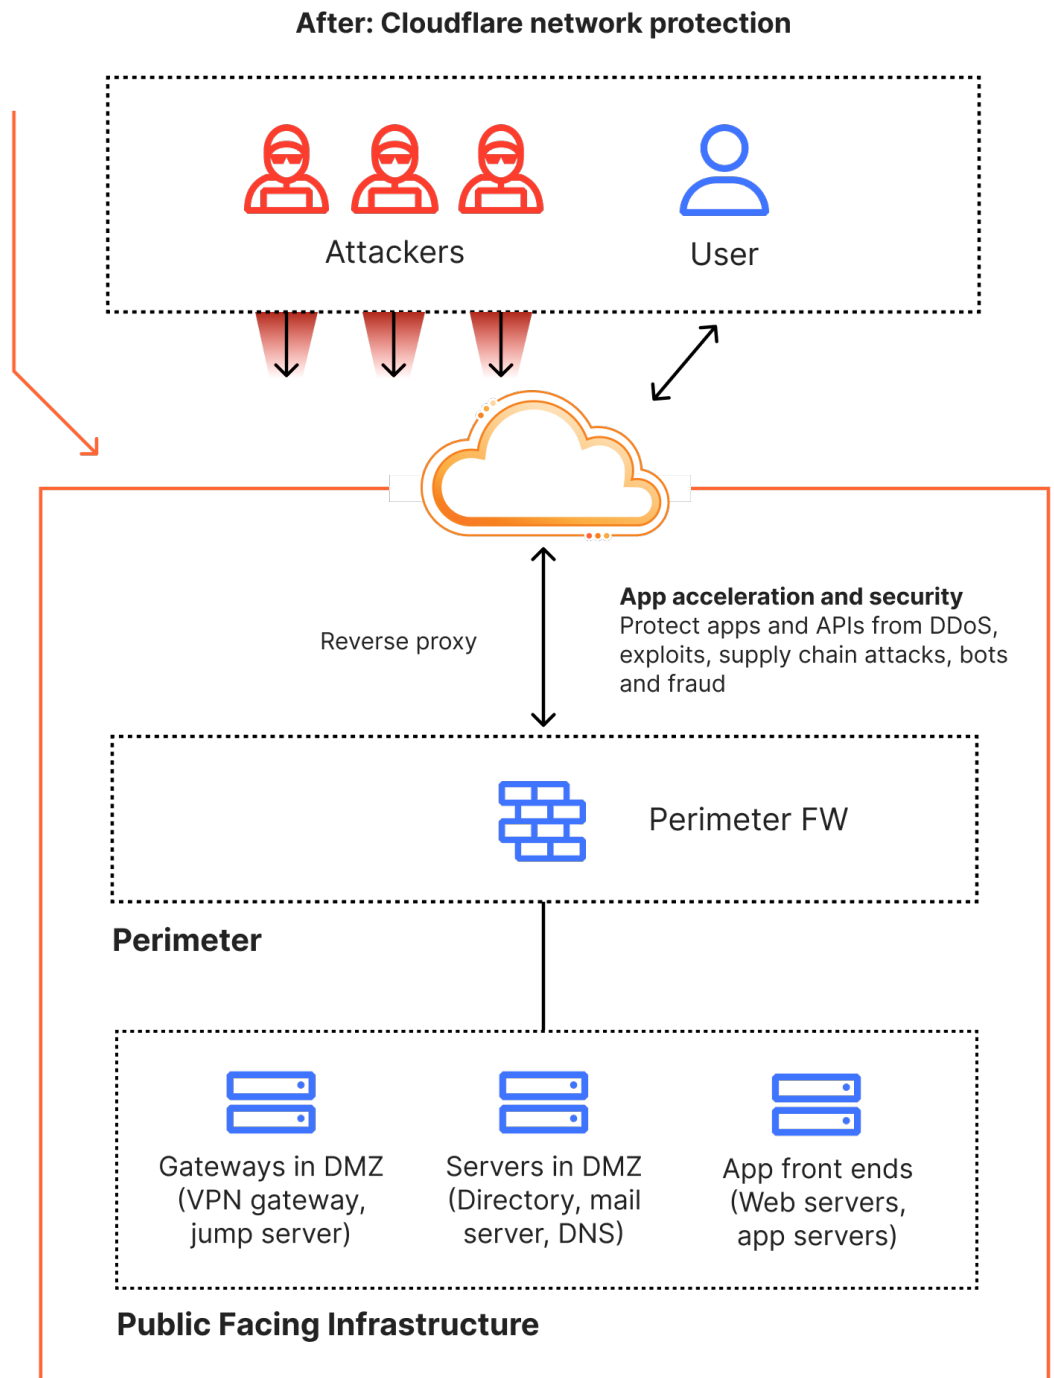 After: Cloudflare network protection
Attackers
User
Reverse proxy
App acceleration and security
Protect apps and APIs from DDoS,
exploits, supply chain attacks, bots
and fraud
Perimeter FW
Perimeter
Gateways in DMZ
(VPN gateway,
jump server)
Servers in DMZ
(Directory, mail
server, DNS)
App front ends
(Web servers,
app servers)
Public Facing Infrastructure